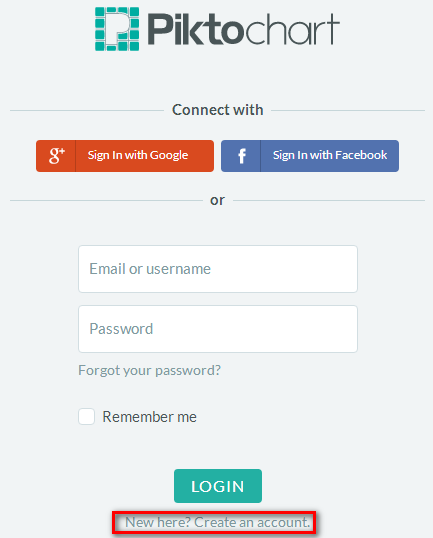 Piktochart
Connect with
g+ Sign In with Google
f Sign In with Facebook
or
Email or username
Password
Forgot your password?
Remember me
LOGIN
New here? Create an account.